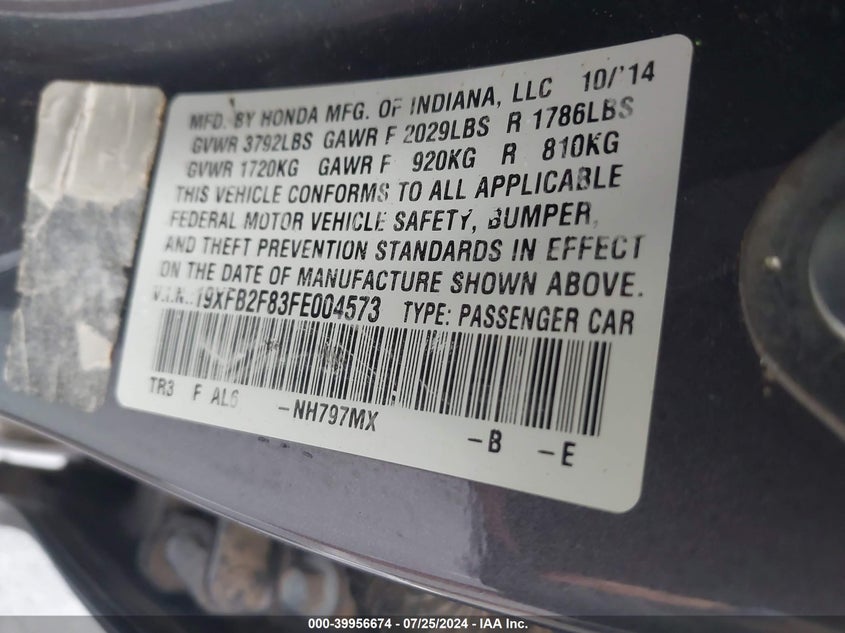 MFD. BY HONDA MFG. OF INDIANA, LLC 10/'14
GVWR 3792LBS GAWR F 2029LBS R 1786LBS
GVWR 1720KG GAWR F 920KG R 810KG
THIS VEHICLE CONFORMS TO ALL APPLICABLE
FEDERAL MOTOR VEHICLE SAFETY, BUMPER,
AND THEFT PREVENTION STANDARDS IN EFFECT
ON THE DATE OF MANUFACTURE SHOWN ABOVE.
V.I.N.:19XFB2F83FE004573 TYPE: PASSENGER CAR
TR3 F AL6 -NH797MX -B -E
000-39956674 / 07/25/2024 - IAA Inc.